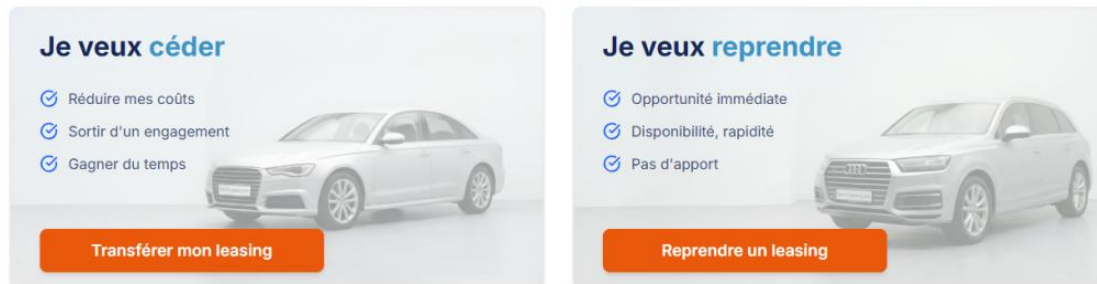 Je veux céder
Réduire mes coûts
Sortir d'un engagement
Gagner du temps
Transférer mon leasing
Je veux reprendre
Opportunité immédiate
Disponibilité, rapidité
Pas d'apport
Reprendre un leasing